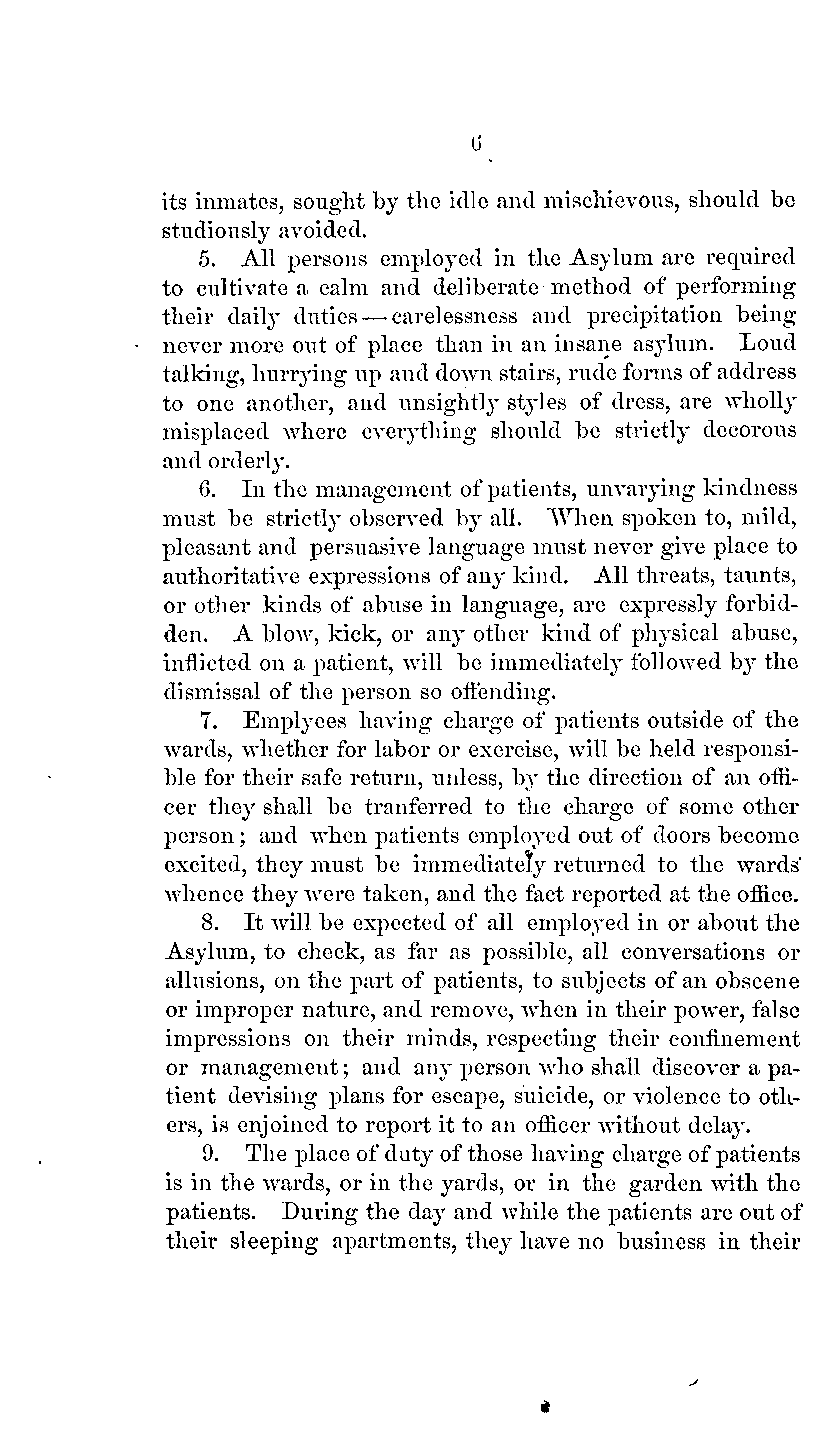 6
its inmates, sought by the idle and mischievous, should be
studiously avoided.
5. All persons employed in the Asylum are required
to cultivate a calm and deliberate method of performing
their daily duties—carelessness and precipitation being
never more out of place than in an insane asylum. Loud
talking, hurrying up and down stairs, rude forms of address
to one another, and unsightly styles of dress, are wholly
misplaced where everything should be strictly decorous
and orderly.
6. In the management of patients, unvarying kindness
must be strictly observed by all. When spoken to, mild,
pleasant and persuasive language must never give place to
authoritative expressions of any kind. All threats, taunts,
or other kinds of abuse in language, are expressly forbid-
den. A blow, kick, or any other kind of physical abuse,
inflicted on a patient, will be immediately followed by the
dismissal of the person so offending.
7. Emplyees having charge of patients outside of the
wards, whether for labor or exercise, will be held responsi-
ble for their safe return, unless, by the direction of an offi-
cer they shall be tranferred to the charge of some other
person; and when patients employed out of doors become
excited, they must be immediately returned to the wards
whence they were taken, and the fact reported at the office.
8. It will be expected of all employed in or about the
Asylum, to check, as far as possible, all conversations or
allusions, on the part of patients, to subjects of an obscene
or improper nature, and remove, when in their power, false
impressions on their minds, respecting their confinement
or management; and any person who shall discover a pa-
tient devising plans for escape, suicide, or violence to oth-
ers, is enjoined to report it to an officer without delay.
9. The place of duty of those having charge of patients
is in the wards, or in the yards, or in the garden with the
patients. During the day and while the patients are out of
their sleeping apartments, they have no business in their